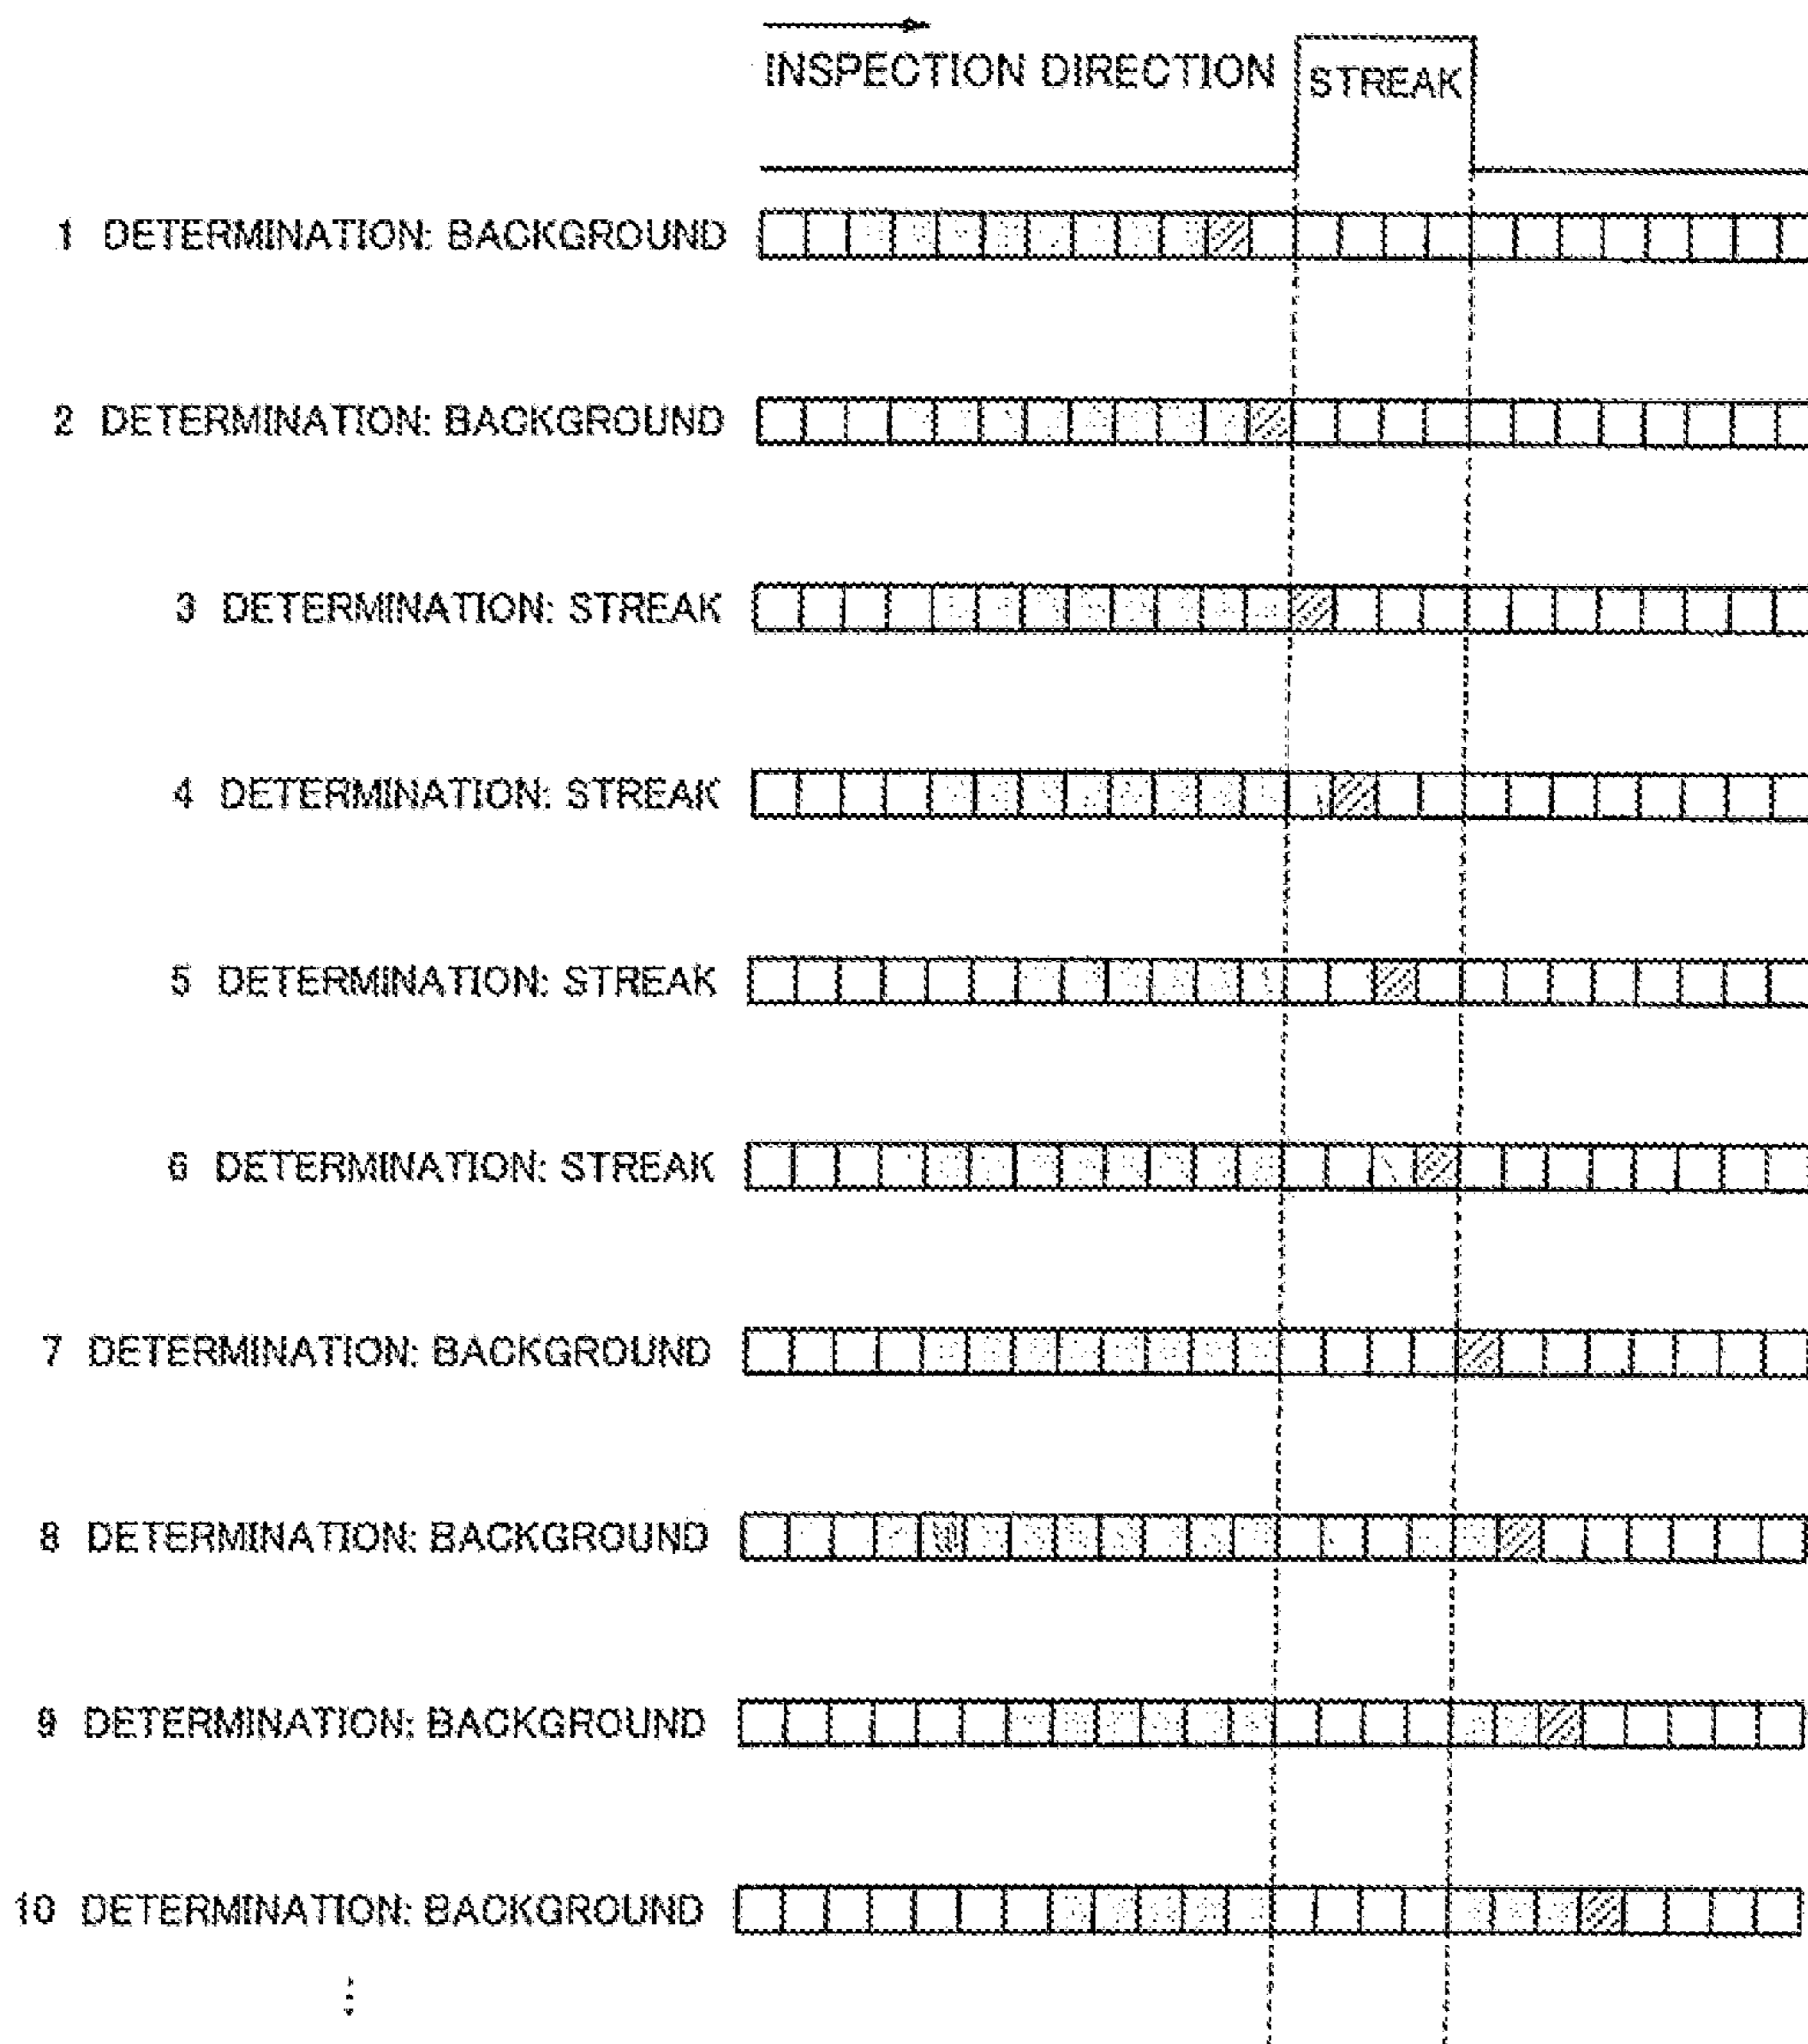 INSPECTION DIRECTION
STREAK
1 DETERMINATION: BACKGROUND
2 DETERMINATION: BACKGROUND
3 DETERMINATION: STREAK
4 DETERMINATION: STREAK
5 DETERMINATION: STREAK
6 DETERMINATION: STREAK
7 DETERMINATION: BACKGROUND
8 DETERMINATION: BACKGROUND
9 DETERMINATION: BACKGROUND
10 DETERMINATION: BACKGROUND
⋮